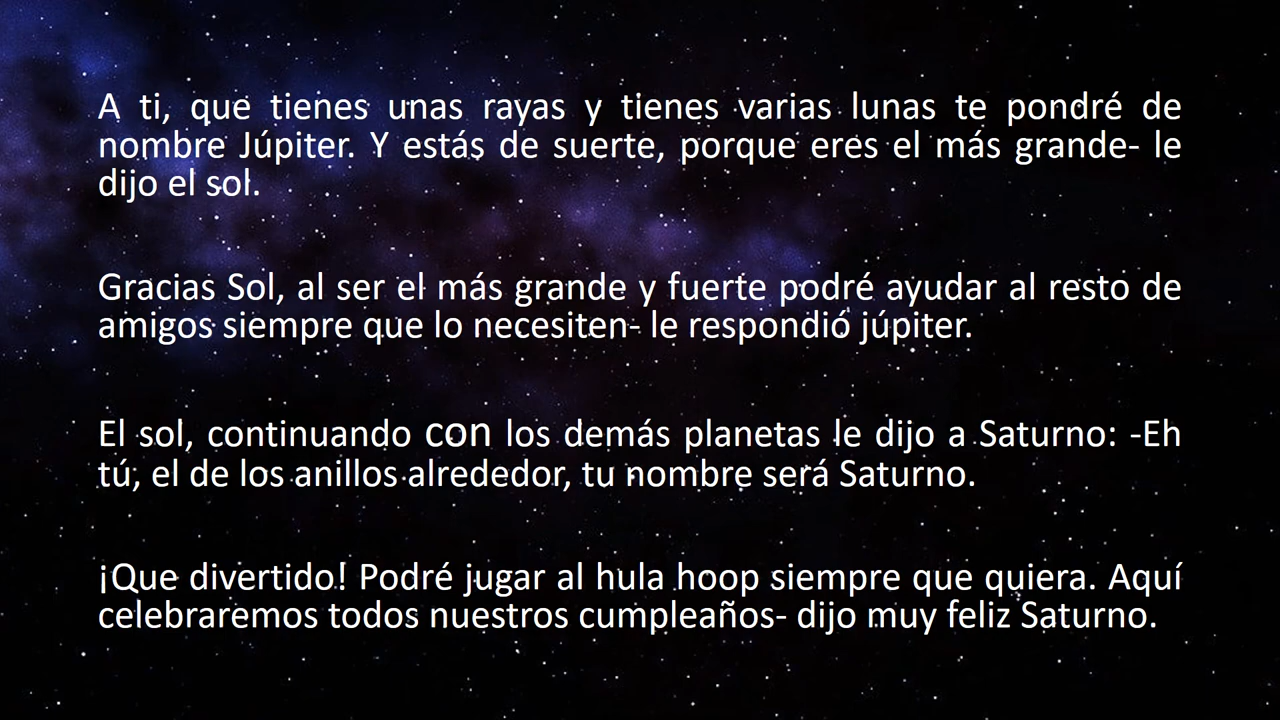 A ti, que tienes unas rayas y tienes varias lunas te pondré de
nombre Júpiter. Y estás de suerte, porque eres el más grande- le
dijo el sol.
Gracias Sol, al ser el más grande y fuerte podré ayudar al resto de
amigos siempre que lo necesiten- le respondió júpiter.
El sol, continuando con los demás planetas le dijo a Saturno: -Eh
tú, el de los anillos alrededor, tu nombre será Saturno.
¡Que divertido! Podré jugar al hula hoop siempre que quiera. Aquí
celebraremos todos nuestros cumpleaños- dijo muy feliz Saturno.